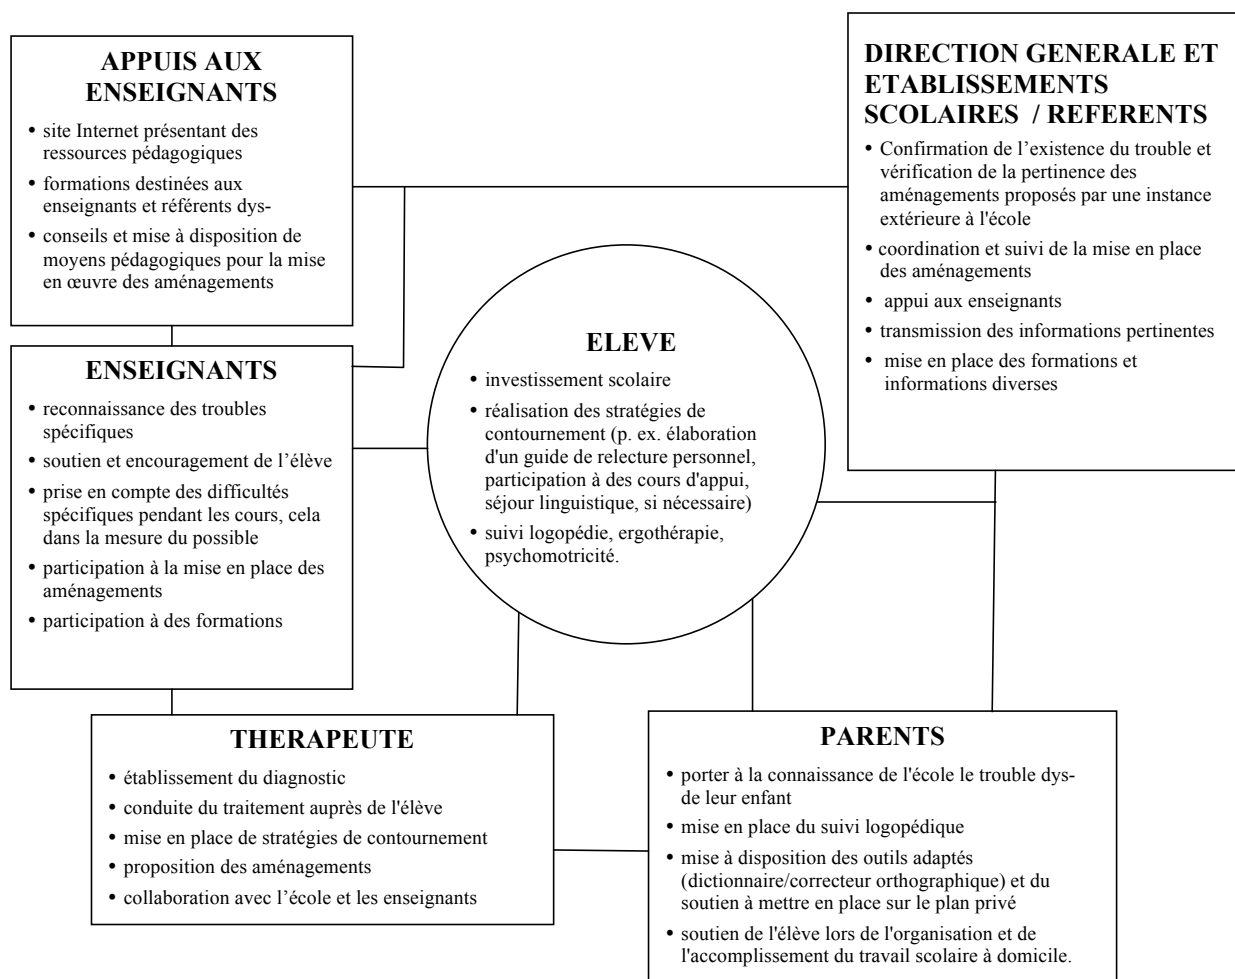 APPUIS AUX
ENSEIGNANTS
• site Internet présentant des
ressources pédagogiques
• formations destinées aux
enseignants et référents dys-
• conseils et mise à disposition de
moyens pédagogiques pour la mise
en œuvre des aménagements
DIRECTION GENERALE ET
ETABLISSEMENTS
SCOLAIRES / REFERENTS
• Confirmation de l’existence du trouble et
vérification de la pertinence des
aménagements proposés par une instance
extérieure à l'école
• coordination et suivi de la mise en place
des aménagements
• appui aux enseignants
• transmission des informations pertinentes
• mise en place des formations et
informations diverses
ENSEIGNANTS
• reconnaissance des troubles
spécifiques
• soutien et encouragement de l’élève
• prise en compte des difficultés
spécifiques pendant les cours, cela
dans la mesure du possible
• participation à la mise en place des
aménagements
• participation à des formations
ELEVE
• investissement scolaire
• réalisation des stratégies de
contournement (p. ex. élaboration
d'un guide de relecture personnel,
participation à des cours d'appui,
séjour linguistique, si nécessaire)
• suivi logopédie, ergothérapie,
psychomotricité.
THERAPEUTE
• établissement du diagnostic
• conduite du traitement auprès de l'élève
• mise en place de stratégies de contournement
• proposition des aménagements
• collaboration avec l’école et les enseignants
PARENTS
• porter à la connaissance de l'école le trouble dys-
de leur enfant
• mise en place du suivi logopédique
• mise à disposition des outils adaptés
(dictionnaire/correcteur orthographique) et du
soutien à mettre en place sur le plan privé
• soutien de l'élève lors de l'organisation et de
l'accomplissement du travail scolaire à domicile.